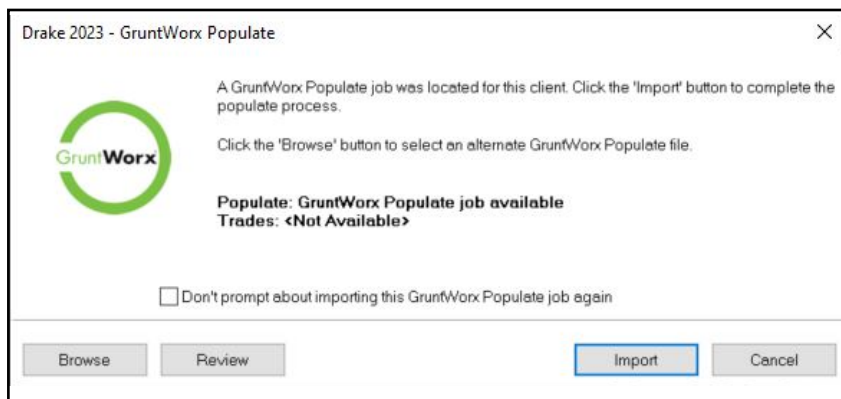 Drake 2023 - GruntWorx Populate
A GruntWorx Populate job was located for this client. Click the 'Import' button to complete the
populate process.
GruntWorx
Click the 'Browse' button to select an alternate GruntWorx Populate file.
Populate: GruntWorx Populate job available
Trades: <Not Available>
Don't prompt about importing this GruntWorx Populate job again
Browse
Review
Import
Cancel